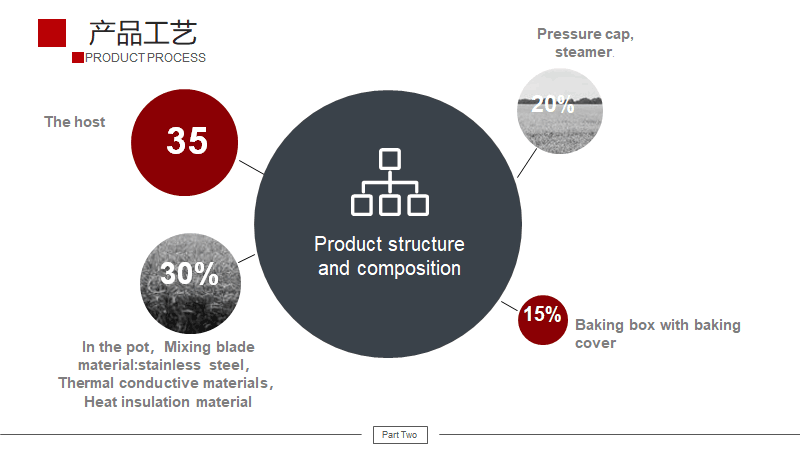 产品工艺
PRODUCT PROCESS
Pressure cap,
steamer.
The host
35
20%
Product structure
and composition
30%
15%
Baking box with baking
cover
In the pot，Mixing blade
material:stainless steel，
Thermal conductive materials，
Heat insulation material
Part Two